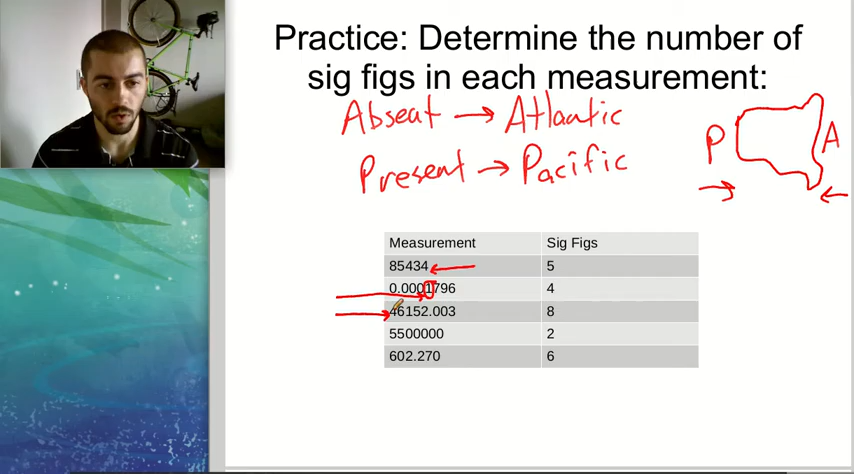 Practice: Determine the number of
sig figs in each measurement:
Absent → Atlantic
Present → Pacific
P A
Measurement Sig Figs
85434 5
0.0001796 4
46152.003 8
5500000 2
602.270 6